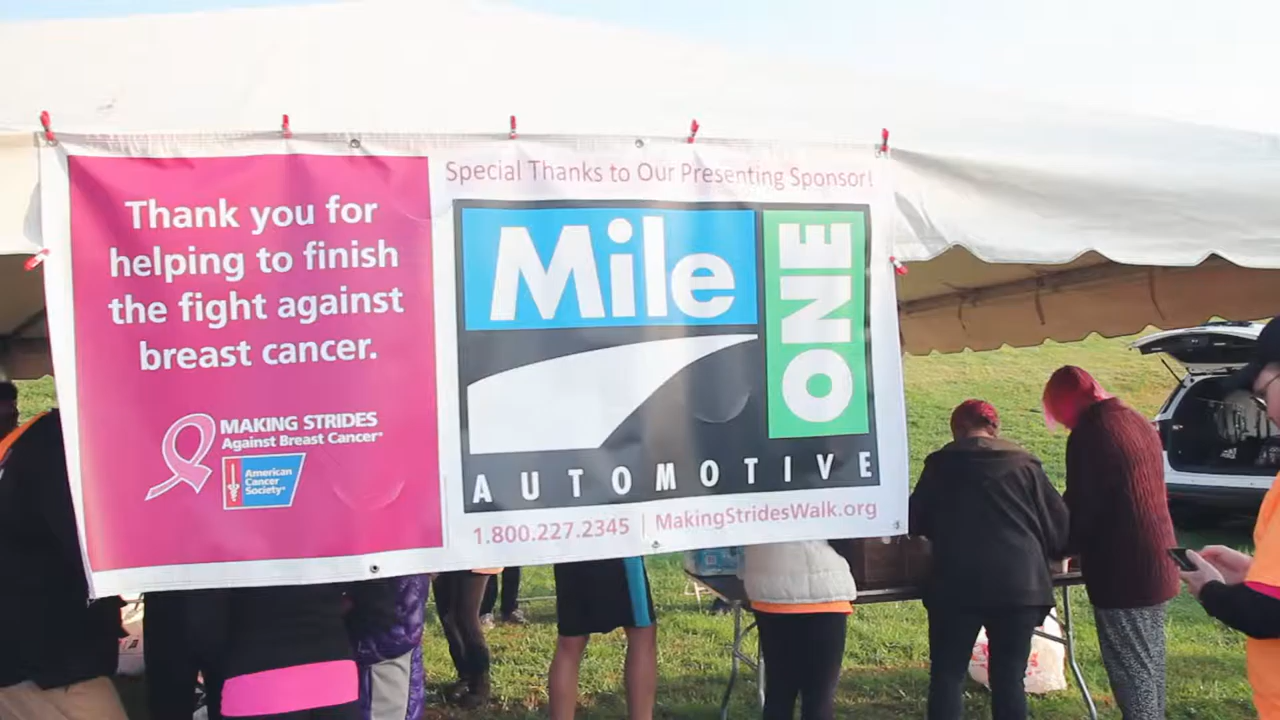 Thank you for
helping to finish
the fight against
breast cancer.
MAKING STRIDES
Against Breast Cancer®
American
Cancer
Society®
Special Thanks to Our Presenting Sponsor!
Mile
ONE
AUTOMOTIVE
1.800.227.2345 | MakingStridesWalk.org